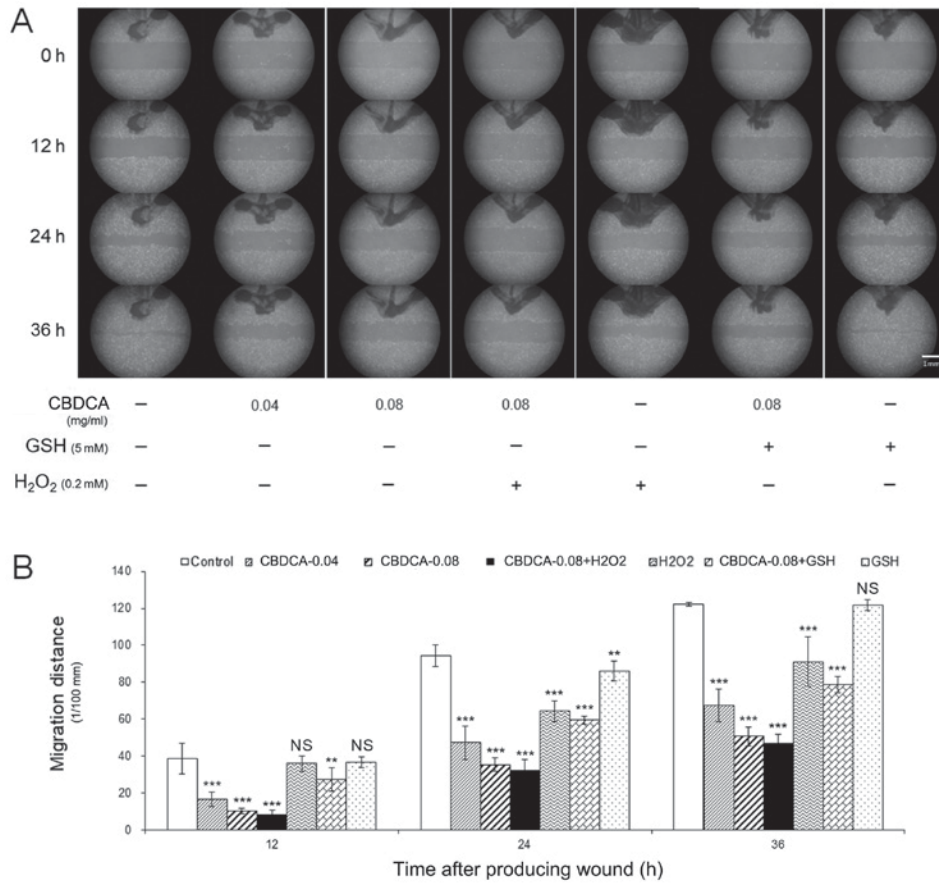 A
0 h
12 h
24 h
36 h
1mm
CBDCA – 0.04 0.08 0.08 – 0.08 –
(mg/ml)
GSH (5 mM) – – – – – + +
H₂O₂ (0.2 mM) – – – + + – –
B
Control CBDCA-0.04 CBDCA-0.08 CBDCA-0.08+H2O2 H2O2 CBDCA-0.08+GSH GSH
140
120
100
80
60
40
20
0
Migration distance
(1/100 mm)
*** *** *** NS ** NS
*** *** *** *** *** **
*** *** *** *** *** NS
12 24 36
Time after producing wound (h)